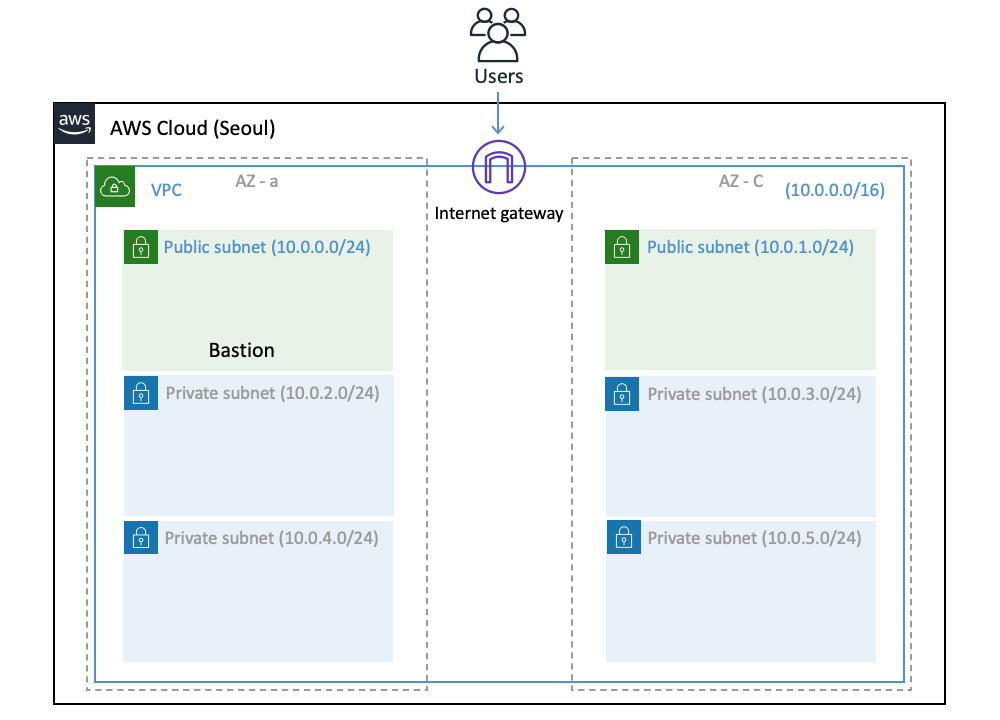 Users
aws
AWS Cloud (Seoul)
AZ - a
AZ - C
VPC
(10.0.0.0/16)
Internet gateway
Public subnet (10.0.0.0/24)
Public subnet (10.0.1.0/24)
Bastion
Private subnet (10.0.2.0/24)
Private subnet (10.0.3.0/24)
Private subnet (10.0.4.0/24)
Private subnet (10.0.5.0/24)